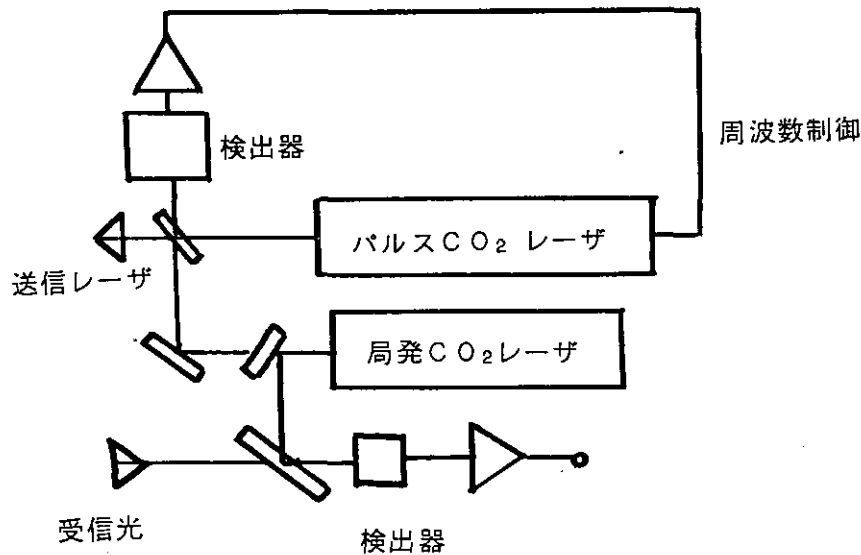 検出器
周波数制御
パルスCO₂ レーザ
送信レーザ
局発CO₂レーザ
受信光
検出器